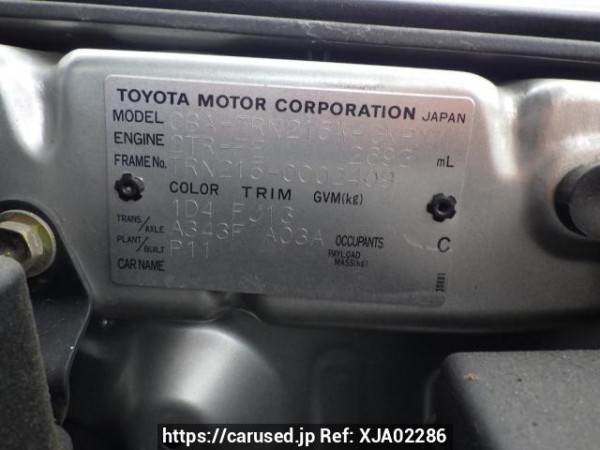 TOYOTA MOTOR CORPORATION JAPAN
MODEL CBA-TRN215W-
ENGINE 2TR-FE 2693 mL
FRAME No. TRN215-0002409
COLOR TRIM GVM(kg)
1D4 FJ13
TRANS/AXLE A343F A03A OCCUPANTS C
PLANT/BUILT P11 PAYLOAD MASS(kg)
CAR NAME
https://carused.jp Ref: XJA02286